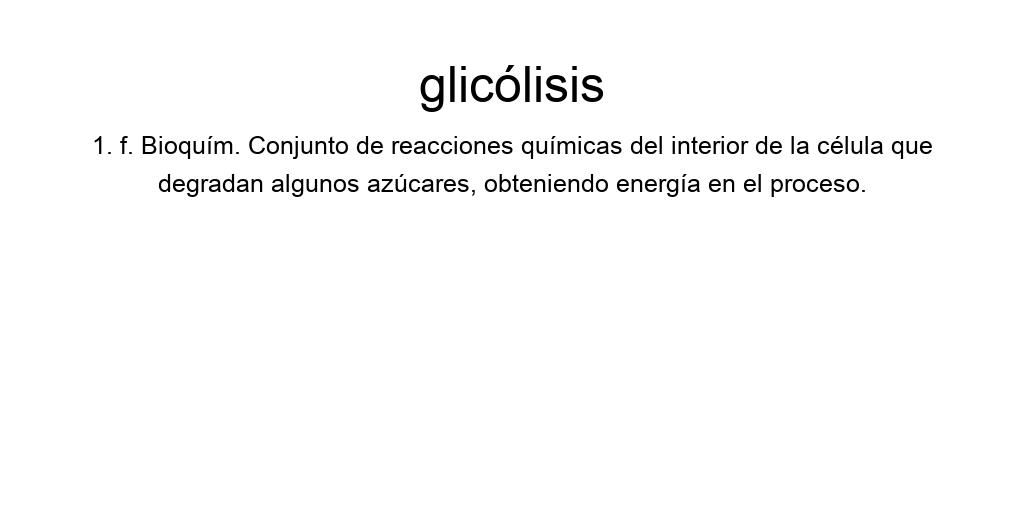 glicólisis
1. f. Bioquím. Conjunto de reacciones químicas del interior de la célula que
degradan algunos azúcares, obteniendo energía en el proceso.